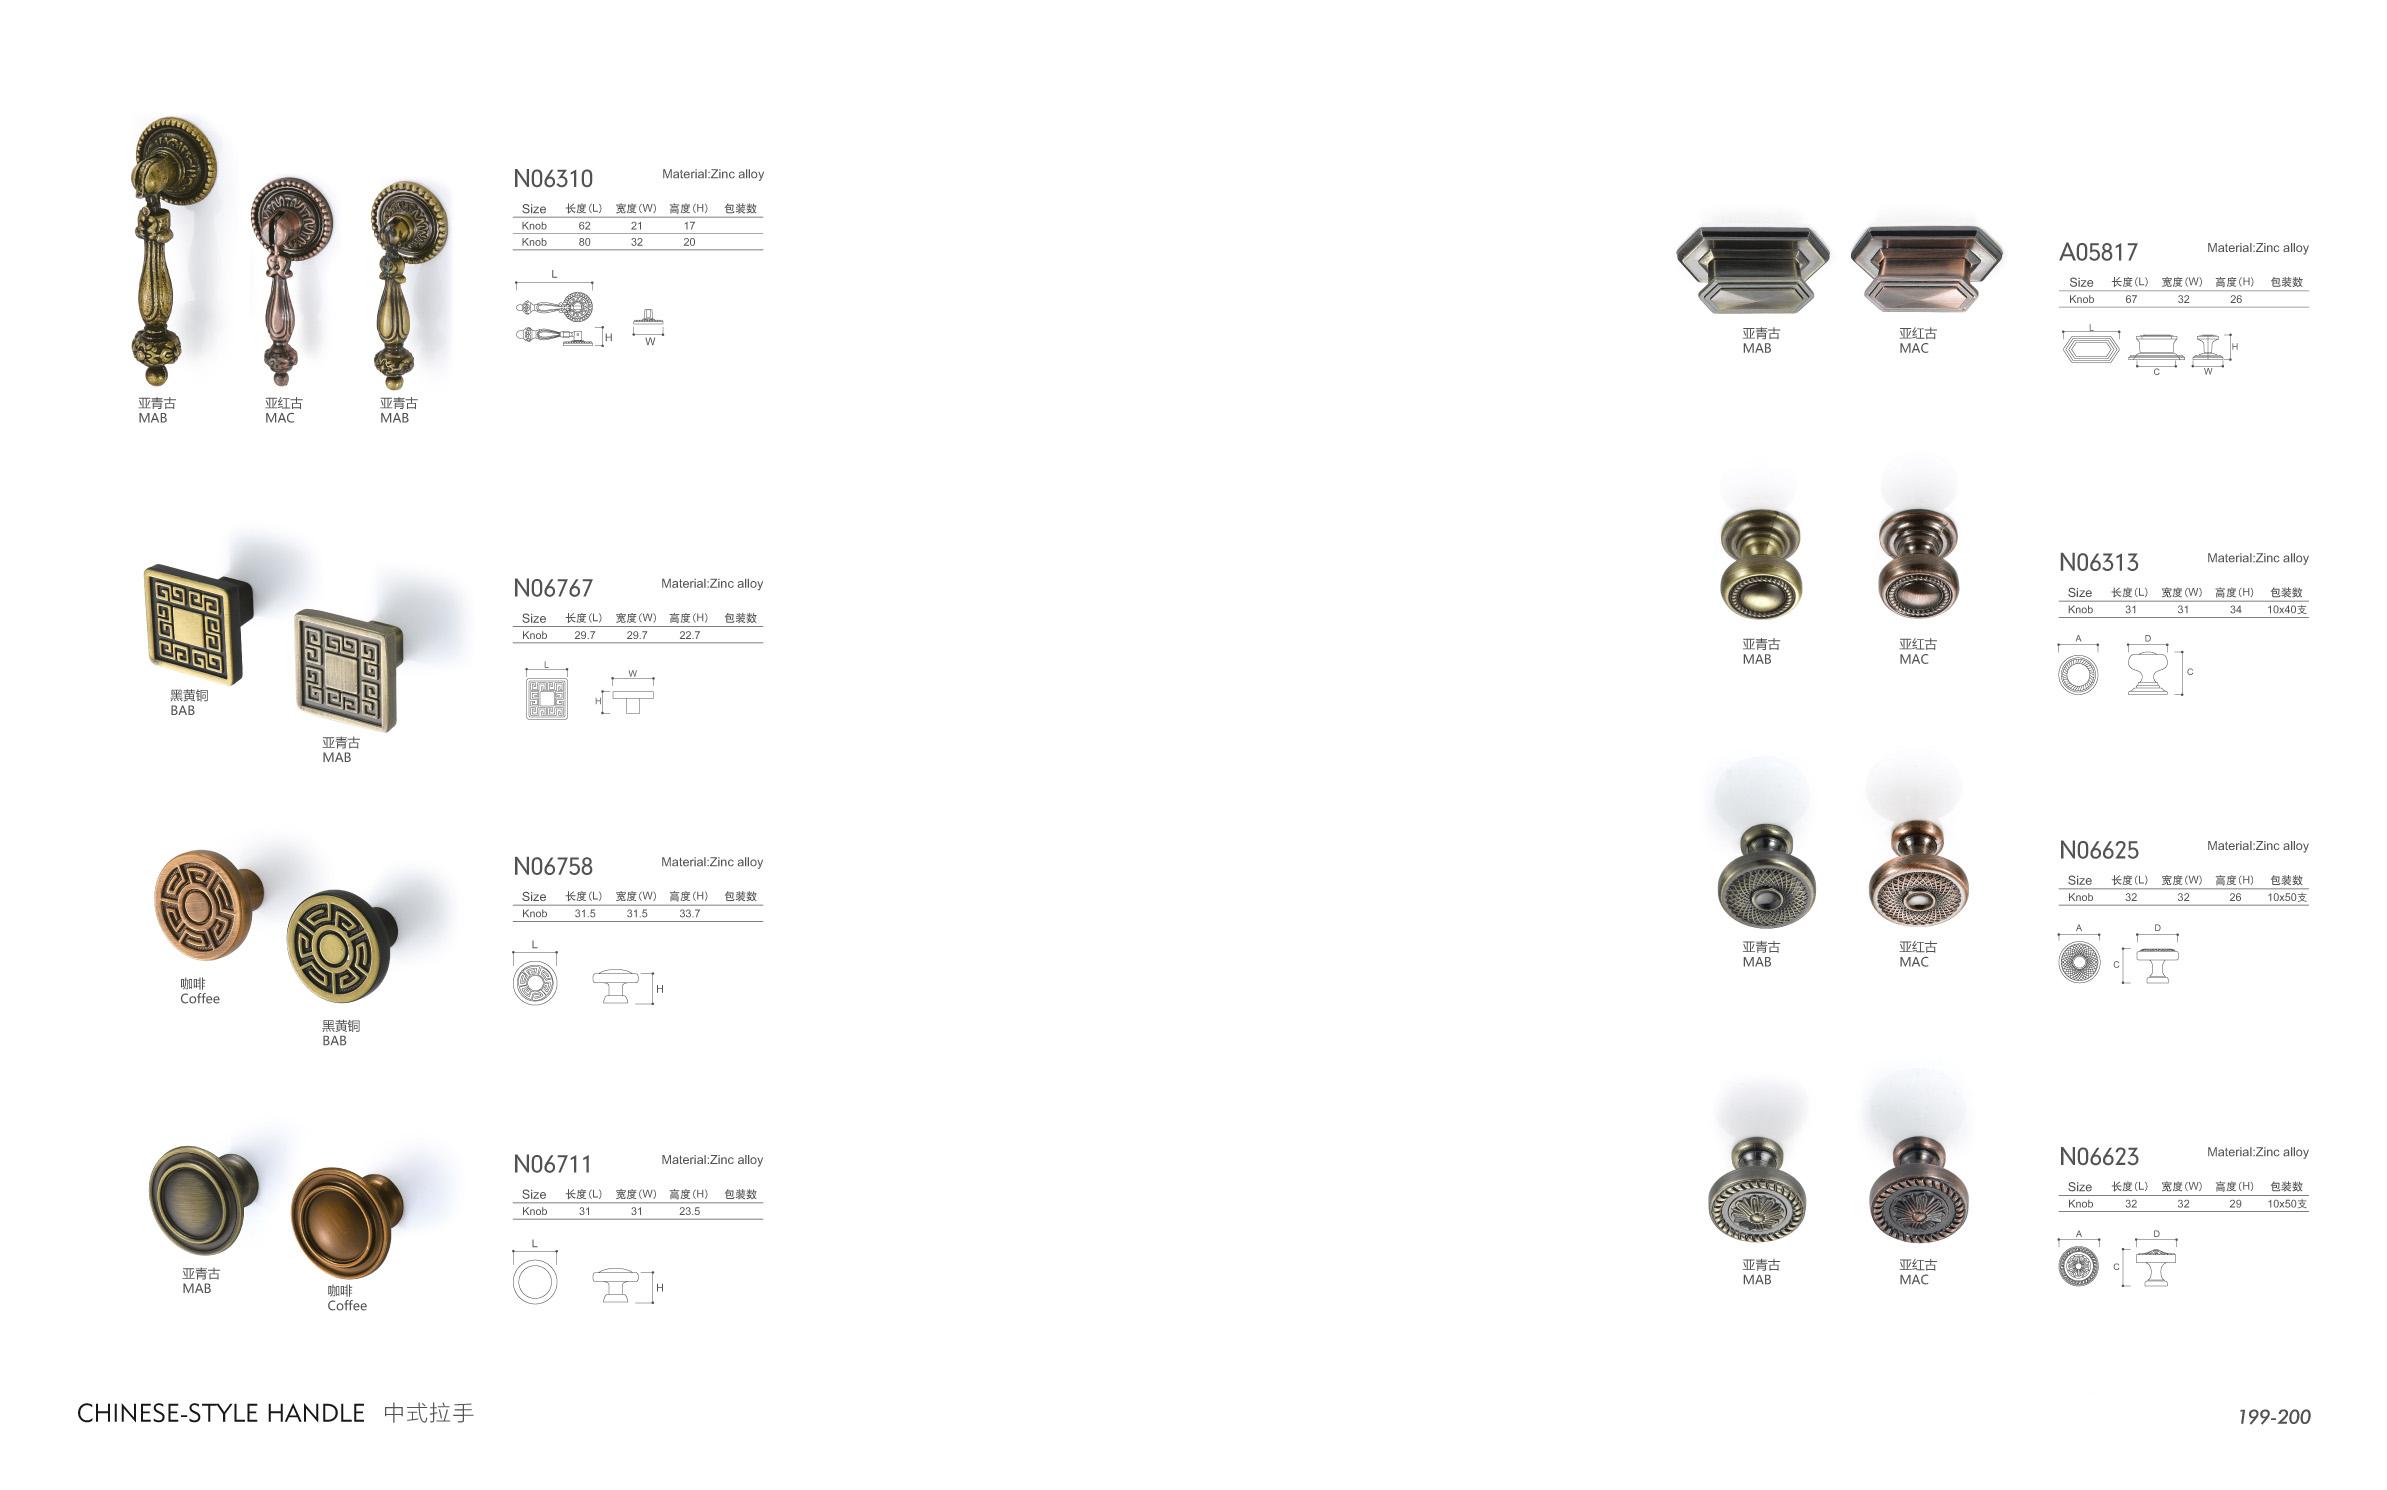 N06310 Material:Zinc alloy
Size 长度(L) 宽度(W) 高度(H) 包装数
Knob 62 21 17
Knob 80 32 20
L
H
W
亚青古 亚红古 亚青古
MAB MAC MAB
N06767 Material:Zinc alloy
Size 长度(L) 宽度(W) 高度(H) 包装数
Knob 29.7 29.7 22.7
L
W
H
黑黄铜
BAB
亚青古
MAB
N06758 Material:Zinc alloy
Size 长度(L) 宽度(W) 高度(H) 包装数
Knob 31.5 31.5 33.7
L
H
咖啡
Coffee
黑黄铜
BAB
N06711 Material:Zinc alloy
Size 长度(L) 宽度(W) 高度(H) 包装数
Knob 31 31 23.5
L
H
亚青古
MAB
咖啡
Coffee
A05817 Material:Zinc alloy
Size 长度(L) 宽度(W) 高度(H) 包装数
Knob 67 32 26
L
H
C W
亚青古 亚红古
MAB MAC
N06313 Material:Zinc alloy
Size 长度(L) 宽度(W) 高度(H) 包装数
Knob 31 31 34 10x40支
A D
C
亚青古 亚红古
MAB MAC
N06625 Material:Zinc alloy
Size 长度(L) 宽度(W) 高度(H) 包装数
Knob 32 32 26 10x50支
A D
C
亚青古 亚红古
MAB MAC
N06623 Material:Zinc alloy
Size 长度(L) 宽度(W) 高度(H) 包装数
Knob 32 32 29 10x50支
A D
C
亚青古 亚红古
MAB MAC
CHINESE-STYLE HANDLE 中式拉手
199-200